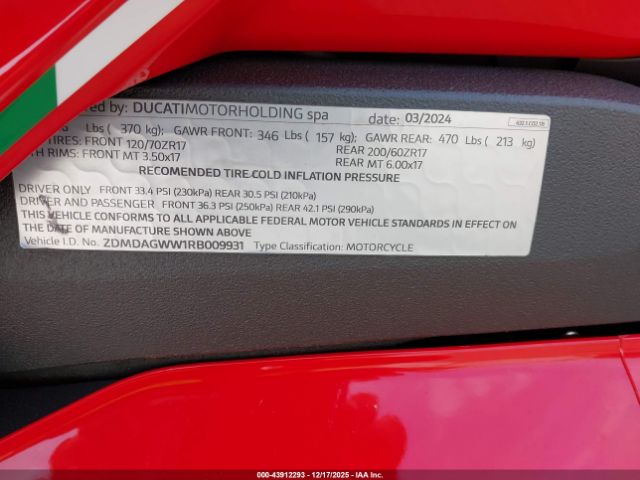 ed by: DUCATIMOTORHOLDING spa date: 03/2024
Lbs ( 370 kg); GAWR FRONT: 346 Lbs ( 157 kg); GAWR REAR: 470 Lbs ( 213 kg)
TIRES: FRONT 120/70ZR17 REAR 200/60ZR17
RIMS: FRONT MT 3.50x17 REAR MT 6.00x17
RECOMENDED TIRE COLD INFLATION PRESSURE
DRIVER ONLY FRONT 33.4 PSI (230kPa) REAR 30.5 PSI (210kPa)
DRIVER AND PASSENGER FRONT 36.3 PSI (250kPa) REAR 42.1 PSI (290kPa)
THIS VEHICLE CONFORMS TO ALL APPLICABLE FEDERAL MOTOR VEHICLE STANDARDS IN EFFECT ON
THE DATE OF MANUFACTURE SHOWN ABOVE
Vehicle I.D. No. ZDMDAGWW1RB009931 Type Classification: MOTORCYCLE
000-43912293 - 12/17/2025 - IAA Inc.